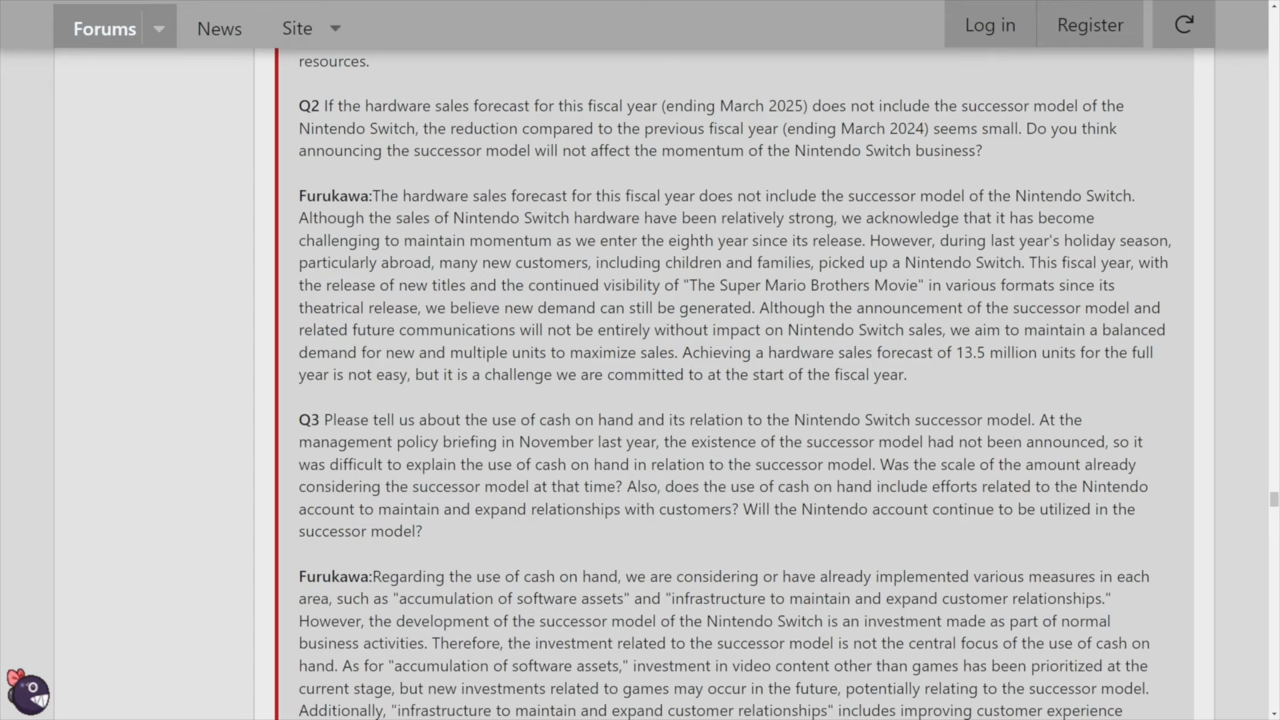 Forums
News
Site
Log in
Register
resources.
Q2 If the hardware sales forecast for this fiscal year (ending March 2025) does not include the successor model of the
Nintendo Switch, the reduction compared to the previous fiscal year (ending March 2024) seems small. Do you think
announcing the successor model will not affect the momentum of the Nintendo Switch business?
Furukawa:The hardware sales forecast for this fiscal year does not include the successor model of the Nintendo Switch.
Although the sales of Nintendo Switch hardware have been relatively strong, we acknowledge that it has become
challenging to maintain momentum as we enter the eighth year since its release. However, during last year's holiday season,
particularly abroad, many new customers, including children and families, picked up a Nintendo Switch. This fiscal year, with
the release of new titles and the continued visibility of "The Super Mario Brothers Movie" in various formats since its
theatrical release, we believe new demand can still be generated. Although the announcement of the successor model and
related future communications will not be entirely without impact on Nintendo Switch sales, we aim to maintain a balanced
demand for new and multiple units to maximize sales. Achieving a hardware sales forecast of 13.5 million units for the full
year is not easy, but it is a challenge we are committed to at the start of the fiscal year.
Q3 Please tell us about the use of cash on hand and its relation to the Nintendo Switch successor model. At the
management policy briefing in November last year, the existence of the successor model had not been announced, so it
was difficult to explain the use of cash on hand in relation to the successor model. Was the scale of the amount already
considering the successor model at that time? Also, does the use of cash on hand include efforts related to the Nintendo
account to maintain and expand relationships with customers? Will the Nintendo account continue to be utilized in the
successor model?
Furukawa:Regarding the use of cash on hand, we are considering or have already implemented various measures in each
area, such as "accumulation of software assets" and "infrastructure to maintain and expand customer relationships."
However, the development of the successor model of the Nintendo Switch is an investment made as part of normal
business activities. Therefore, the investment related to the successor model is not the central focus of the use of cash on
hand. As for "accumulation of software assets," investment in video content other than games has been prioritized at the
current stage, but new investments related to games may occur in the future, potentially relating to the successor model.
Additionally, "infrastructure to maintain and expand customer relationships" includes improving customer experience